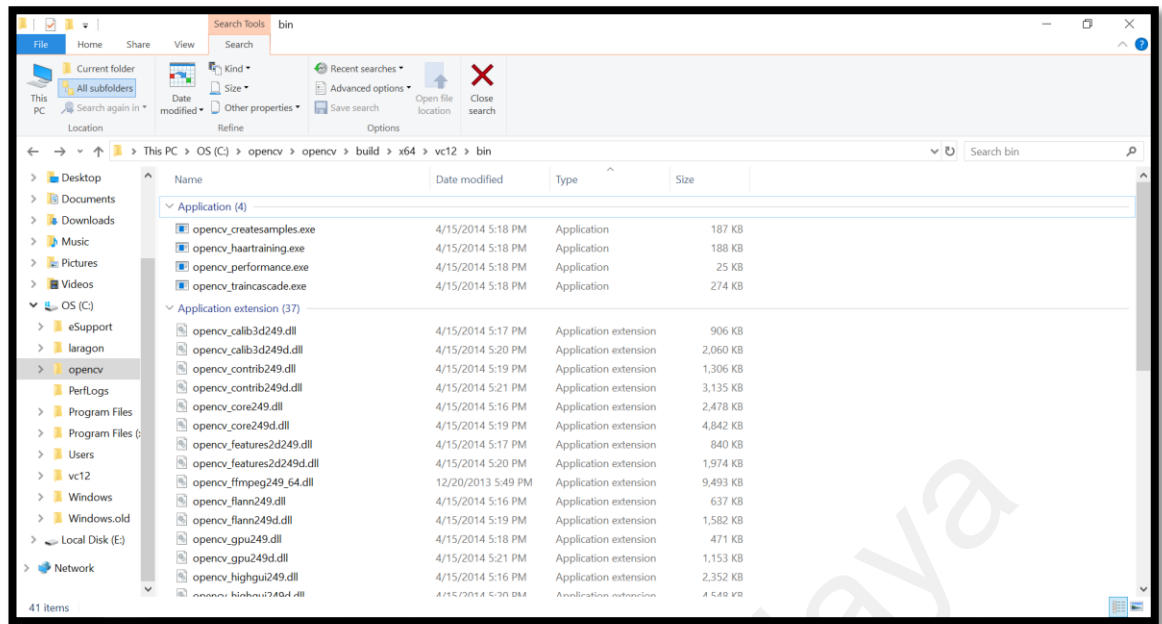 Search Tools bin
File Home Share View Search
Current folder
All subfolders
Search again in
This PC
Location
Date modified
Kind
Size
Other properties
Refine
Recent searches
Advanced options
Save search
Options
Open file location
Close search
This PC > OS (C:) > opencv > opencv > build > x64 > vc12 > bin
Search bin
Desktop
Documents
Downloads
Music
Pictures
Videos
OS (C:)
eSupport
laragon
opencv
PerfLogs
Program Files
Program Files (
Users
vc12
Windows
Windows.old
Local Disk (E:)
Network
Name Date modified Type Size
Application (4)
opencv_createsamples.exe 4/15/2014 5:18 PM Application 187 KB
opencv_haartraining.exe 4/15/2014 5:18 PM Application 188 KB
opencv_performance.exe 4/15/2014 5:18 PM Application 25 KB
opencv_traincascade.exe 4/15/2014 5:18 PM Application 274 KB
Application extension (37)
opencv_calib3d249.dll 4/15/2014 5:17 PM Application extension 906 KB
opencv_calib3d249d.dll 4/15/2014 5:20 PM Application extension 2,060 KB
opencv_contrib249.dll 4/15/2014 5:19 PM Application extension 1,306 KB
opencv_contrib249d.dll 4/15/2014 5:21 PM Application extension 3,135 KB
opencv_core249.dll 4/15/2014 5:16 PM Application extension 2,478 KB
opencv_core249d.dll 4/15/2014 5:19 PM Application extension 4,842 KB
opencv_features2d249.dll 4/15/2014 5:17 PM Application extension 840 KB
opencv_features2d249d.dll 4/15/2014 5:20 PM Application extension 1,974 KB
opencv_ffmpeg249_64.dll 12/20/2013 5:49 PM Application extension 9,493 KB
opencv_flann249.dll 4/15/2014 5:16 PM Application extension 637 KB
opencv_flann249d.dll 4/15/2014 5:19 PM Application extension 1,582 KB
opencv_gpu249.dll 4/15/2014 5:18 PM Application extension 471 KB
opencv_gpu249d.dll 4/15/2014 5:21 PM Application extension 1,153 KB
opencv_highgui249.dll 4/15/2014 5:16 PM Application extension 2,352 KB
opencv_highgui249d.dll 4/15/2014 5:20 PM Application extension 4,548 KB
41 items